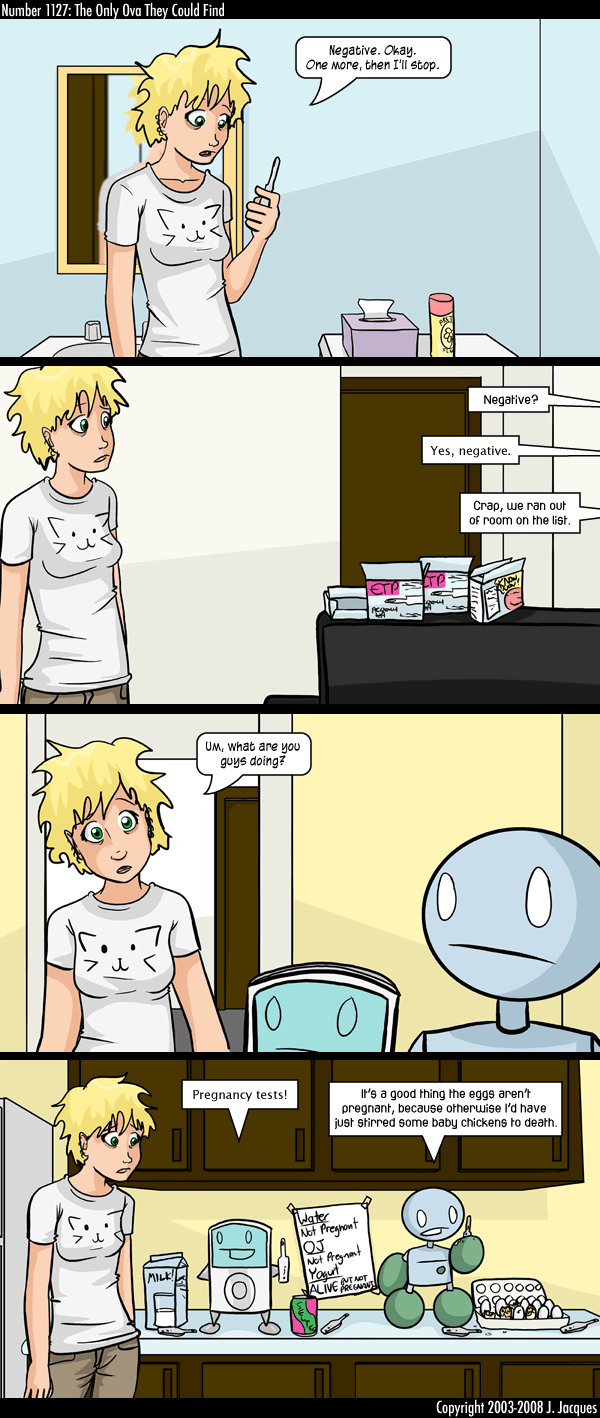 Number 1127: The Only Ova They Could Find
Negative. Okay.
One more, then I'll stop.
Negative?
Yes, negative.
Crap, we ran out
of room on the list.
ETP
ETP
Um, what are you
guys doing?
Pregnancy tests!
It's a good thing the eggs aren't
pregnant, because otherwise I'd have
just stirred some baby chickens to death.
Water
Not Pregnant
OJ
Not Pregnant
Yogurt
ALIVE BUT NOT
PREGNANT
MILK!
Copyright 2003-2008 J. Jacques